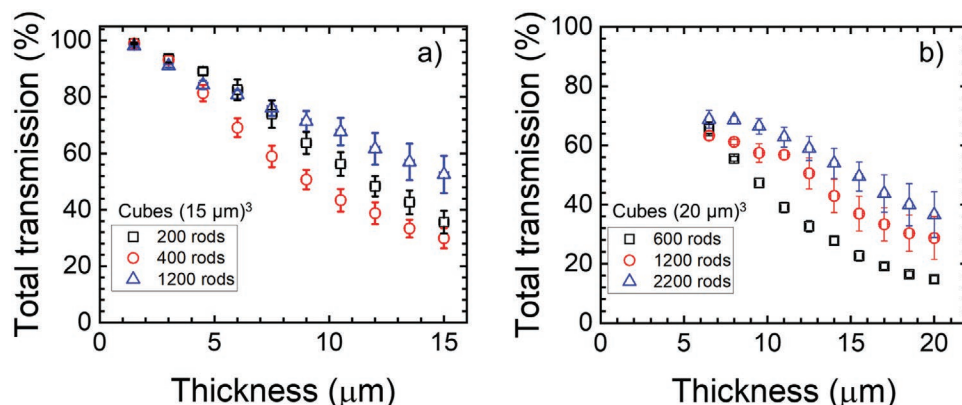 a)
Total transmission (%)
100
80
60
40
20
0
Cubes (15 μm)³
200 rods
400 rods
1200 rods
0
5
10
15
Thickness (μm)
b)
Total transmission (%)
100
80
60
40
20
0
Cubes (20 μm)³
600 rods
1200 rods
2200 rods
0
5
10
15
20
Thickness (μm)